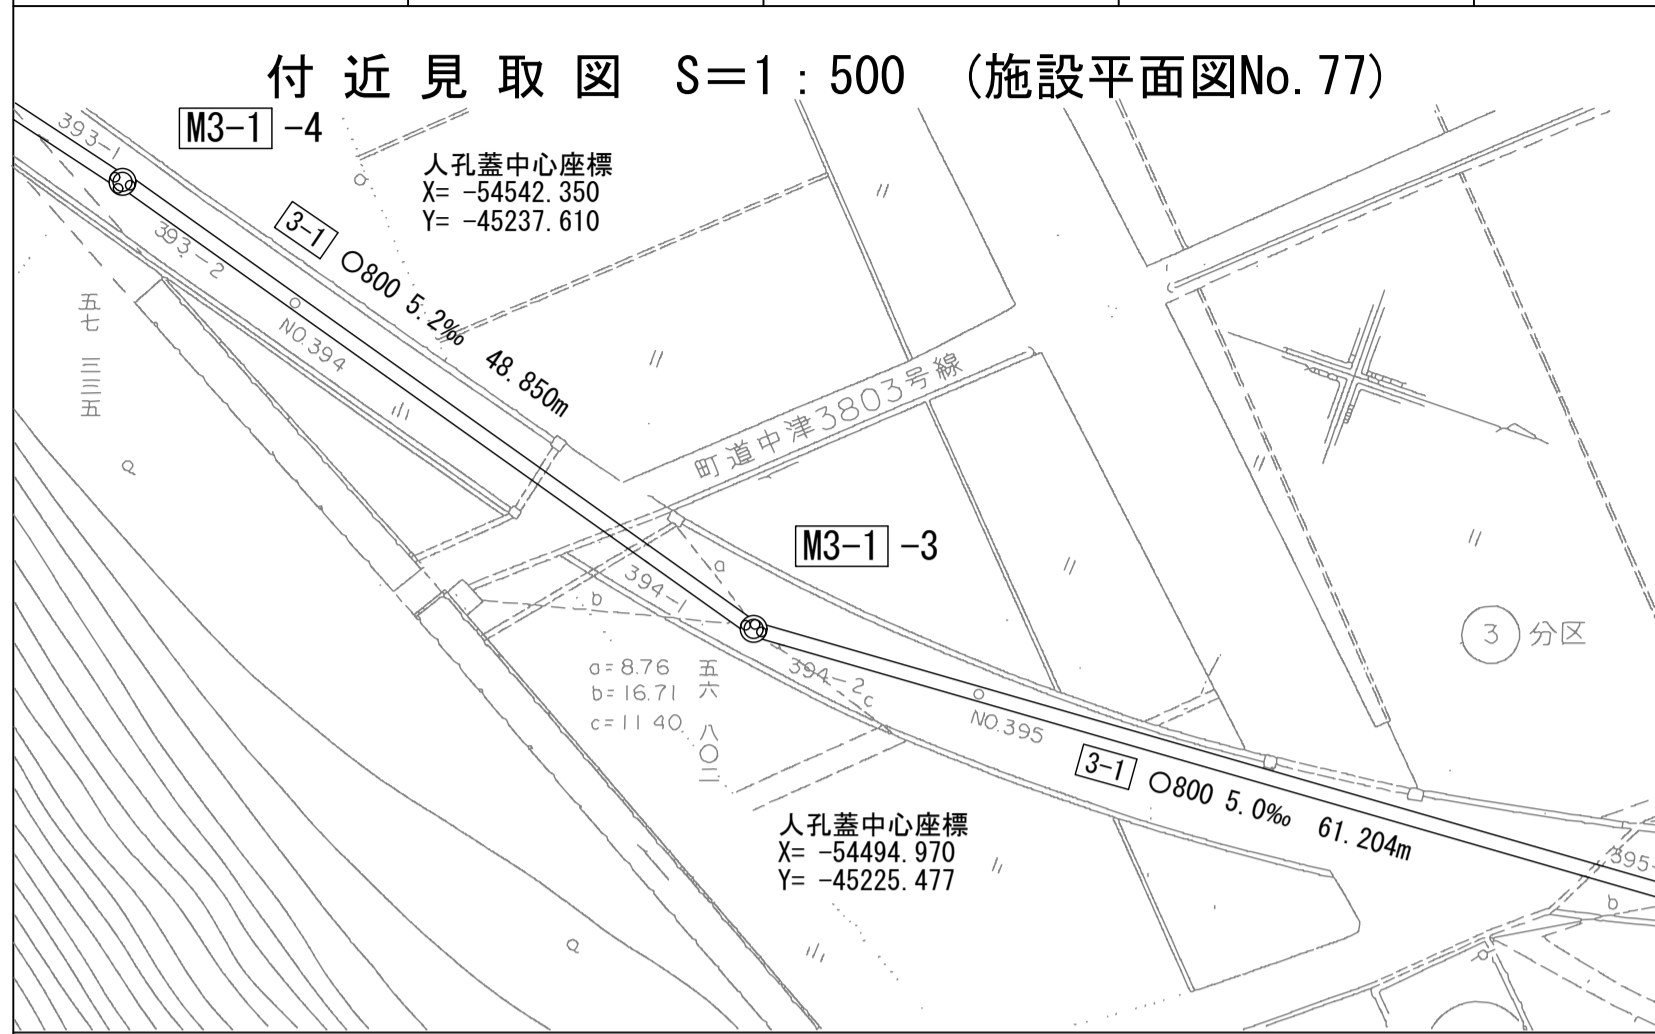 付近見取図 S=1:500 (施設平面図No.77)
M3-1 -4
393-1
人孔蓋中心座標
X= -54542.350
Y= -45237.610
3-1 ○800 5.2‰ 48.850m
393-2
NO.394
五七 三三五
町道中津3803号線
M3-1 -3
a
b
394-1
3 分区
a=8.76
b=16.71
c=11.40
五六 八〇二
394-2
c
NO.395
3-1 ○800 5.0‰ 61.204m
人孔蓋中心座標
X= -54494.970
Y= -45225.477
395-
b